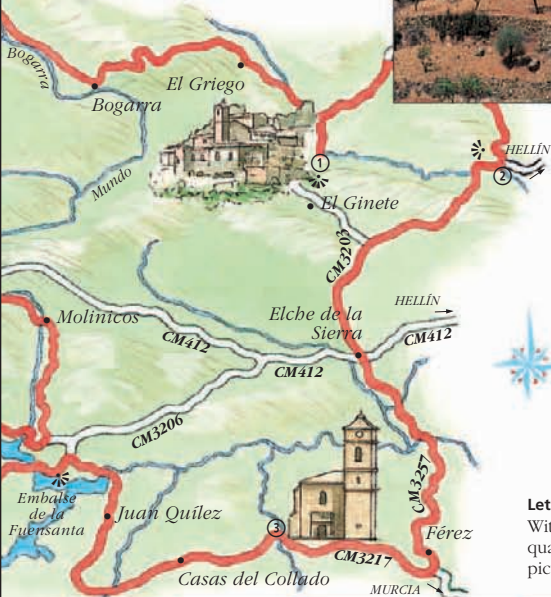 Bogarra
Bogarra
El Griego
1
HELLÍN
2
Mundo
El Ginete
CM3203
Molinicos
Elche de la
Sierra
HELLÍN
CM412
CM412
CM412
CM3206
CM3257
Embalse
de la
Fuensanta
Juan Quílez
3
Férez
CM3217
Casas del Collado
MURCIA
Let
qua
pic